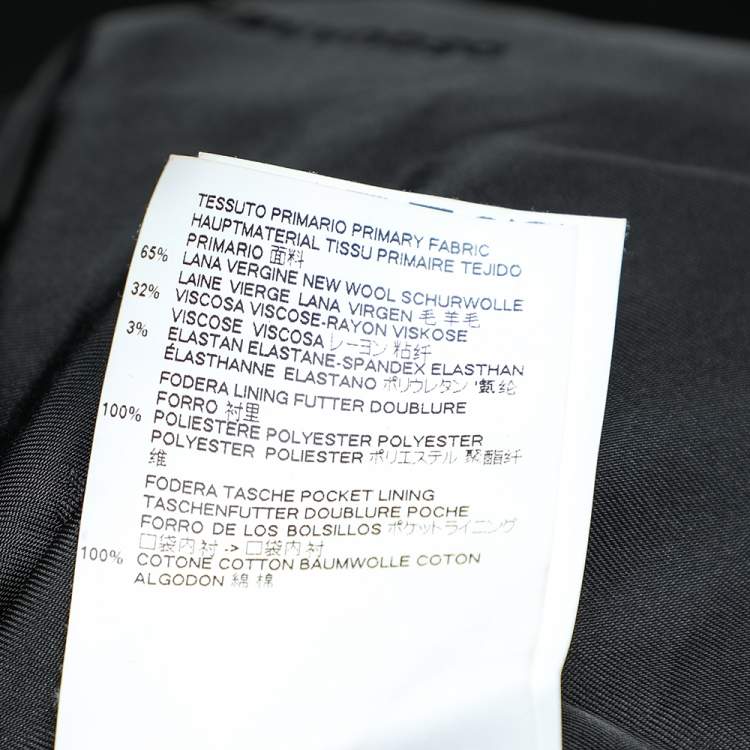 TESSUTO PRIMARIO PRIMARY FABRIC
HAUPTMATERIAL TISSU PRIMAIRE TEJIDO
PRIMARIO 面料
65% LANA VERGINE NEW WOOL SCHURWOLLE
LAINE VIERGE LANA VIRGEN 毛 羊毛
32% VISCOSA VISCOSE-RAYON VISKOSE
VISCOSE VISCOSA レーヨン 粘纤
3% ELASTAN ELASTANE-SPANDEX ELASTHAN
ÉLASTHANNE ELASTANO ポリウレタン
FODERA LINING FUTTER DOUBLURE
FORRO 衬里
100% POLIESTERE POLYESTER POLYESTER
POLYESTER POLIESTER ポリエステル 聚酯纤
维
FODERA TASCHE POCKET LINING
TASCHENFUTTER DOUBLURE POCHE
FORRO DE LOS BOLSILLOS ポケットライニング
口袋内衬 -> 口袋内衬
100% COTONE COTTON BAUMWOLLE COTON
ALGODON 綿 棉